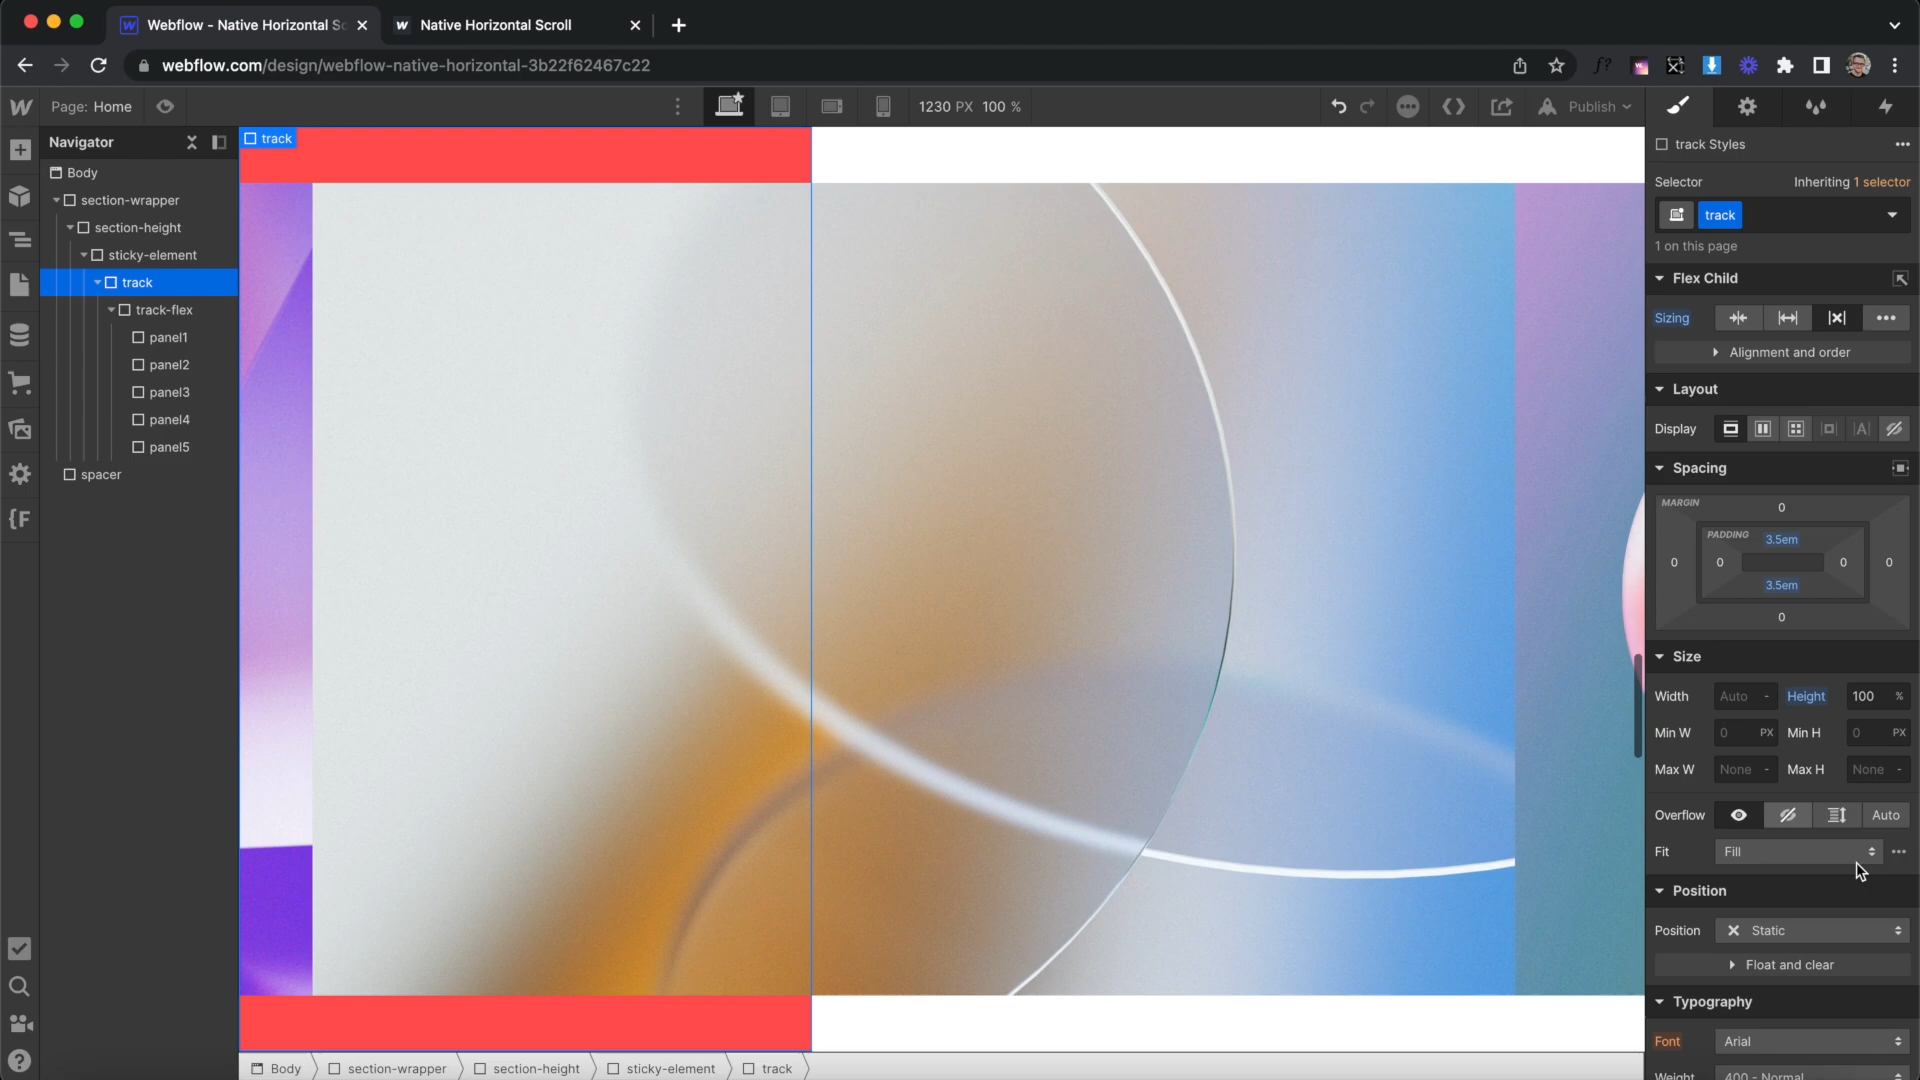 Webflow - Native Horizontal Sc
Native Horizontal Scroll
webflow.com/design/webflow-native-horizontal-3b22f62467c22
f?
Page: Home
1230 PX 100 %
Publish
Navigator
Body
section-wrapper
section-height
sticky-element
track
track-flex
panel1
panel2
panel3
panel4
panel5
spacer
track
track Styles
Selector
Inheriting 1 selector
track
1 on this page
Flex Child
Sizing
Alignment and order
Layout
Display
Spacing
MARGIN
0
PADDING
3.5em
0
0
0
0
3.5em
0
Size
Width
Auto -
Height
100 %
Min W
0 PX
Min H
0 PX
Max W
None -
Max H
None -
Overflow
Auto
Fit
Fill
Position
Position
Static
Float and clear
Typography
Font
Arial
Weight
400 - Normal
Body
section-wrapper
section-height
sticky-element
track